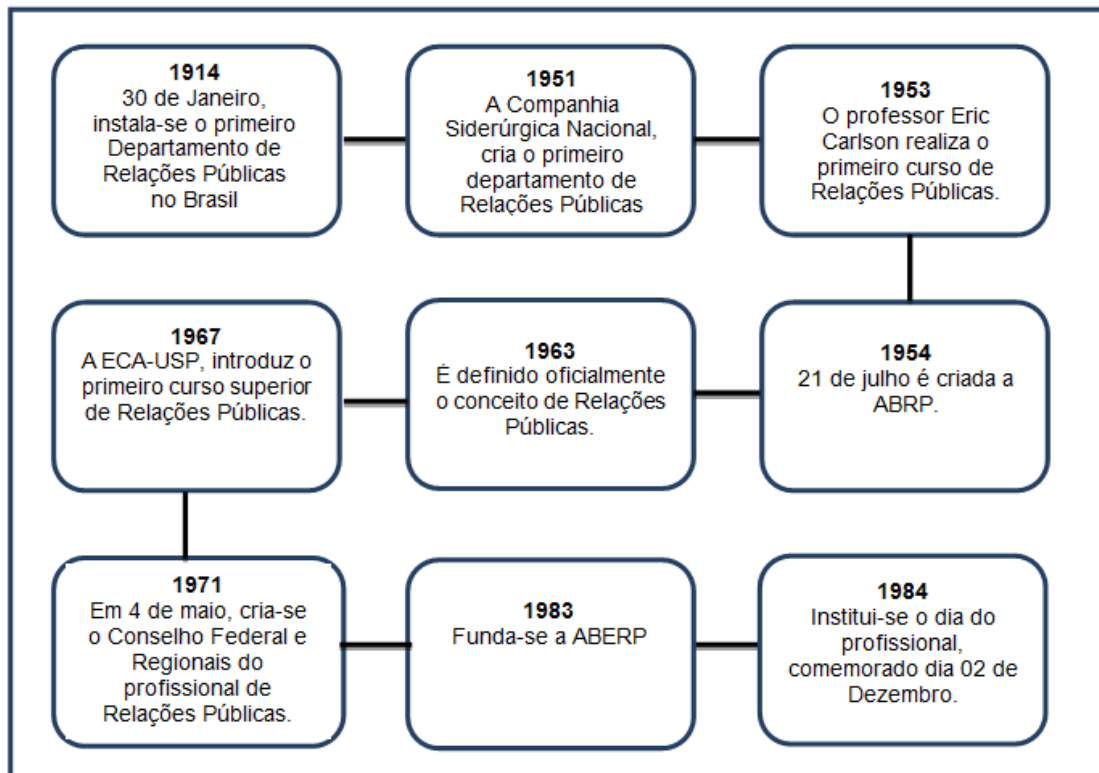 1914
30 de Janeiro,
instala-se o primeiro
Departamento de
Relações Públicas
no Brasil
1951
A Companhia
Siderúrgica Nacional,
cria o primeiro
departamento de
Relações Públicas
1953
O professor Eric
Carlson realiza o
primeiro curso de
Relações Públicas.
1954
21 de julho é criada a
ABRP.
1963
É definido oficialmente
o conceito de Relações
Públicas.
1967
A ECA-USP, introduz o
primeiro curso superior
de Relações Públicas.
1971
Em 4 de maio, cria-se
o Conselho Federal e
Regionais do
profissional de
Relações Públicas.
1983
Funda-se a ABERP
1984
Institui-se o dia do
profissional,
comemorado dia 02 de
Dezembro.